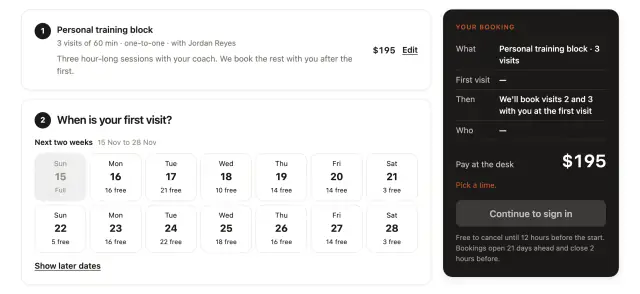 1
Personal training block
3 visits of 60 min · one-to-one · with Jordan Reyes
Three hour-long sessions with your coach. We book the rest with you after the
first.
$195 Edit
2
When is your first visit?
Next two weeks 15 Nov to 28 Nov
Sun Mon Tue Wed Thu Fri Sat
15 16 17 18 19 20 21
Full 16 free 21 free 10 free 14 free 14 free 3 free
Sun Mon Tue Wed Thu Fri Sat
22 23 24 25 26 27 28
5 free 16 free 22 free 18 free 16 free 14 free 3 free
Show later dates
YOUR BOOKING
What Personal training block · 3
visits
First visit —
Then We'll book visits 2 and 3
with you at the first visit
Who —
Pay at the desk $195
Pick a time.
Continue to sign in
Free to cancel until 12 hours before the start.
Bookings open 21 days ahead and close 2
hours before.